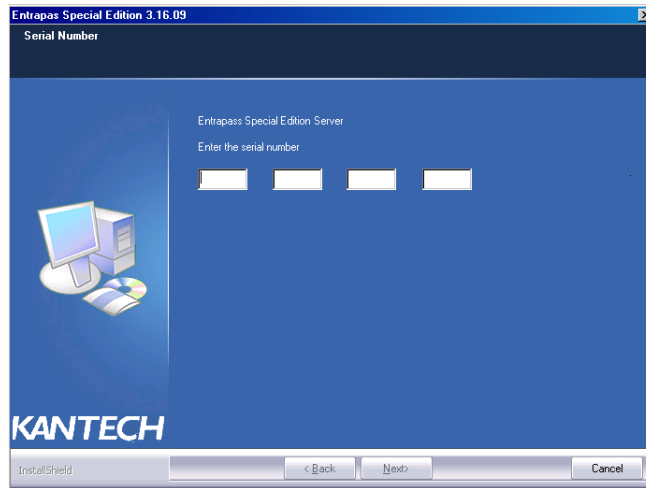 Entrapas Special Edition 3.16.09
Serial Number
Entrapass Special Edition Server
Enter the serial number
KANTECH
InstallShield
< Back Next> Cancel